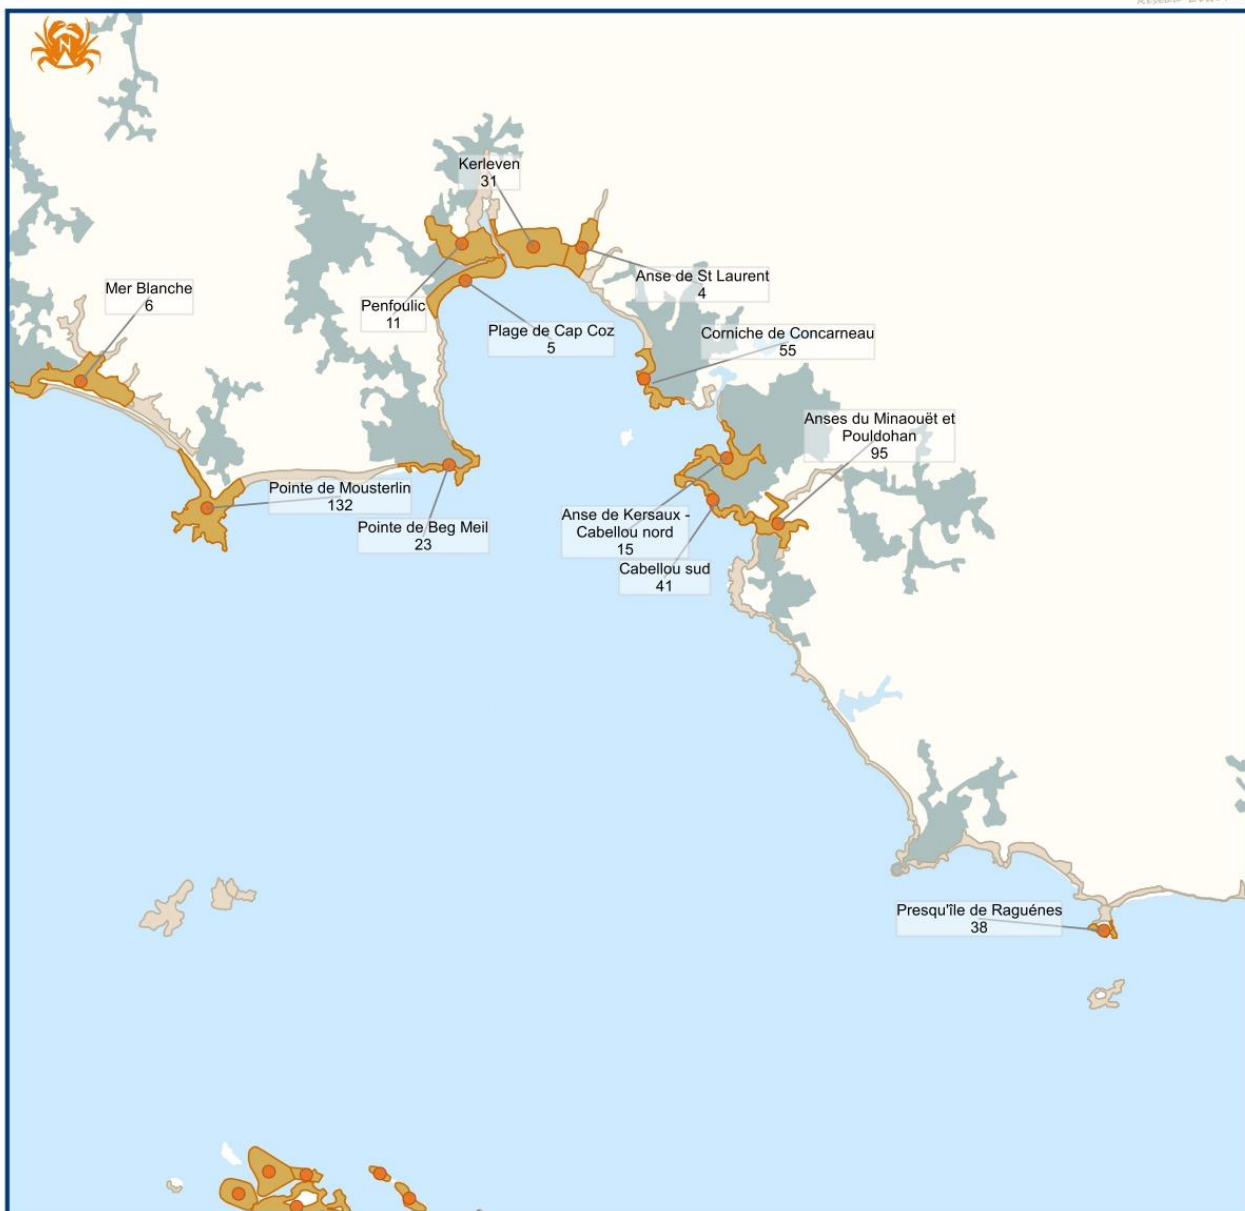 N
Kerleven
31
Anse de St Laurent
4
Mer Blanche
6
Penfoulic
11
Plage de Cap Coz
5
Corniche de Concarneau
55
Anses du Minaouët et
Pouldohan
95
Pointe de Mousterlin
132
Pointe de Beg Meil
23
Anse de Kersaux -
Cabellou nord
15
Cabellou sud
41
Presqu'île de Raguénes
38